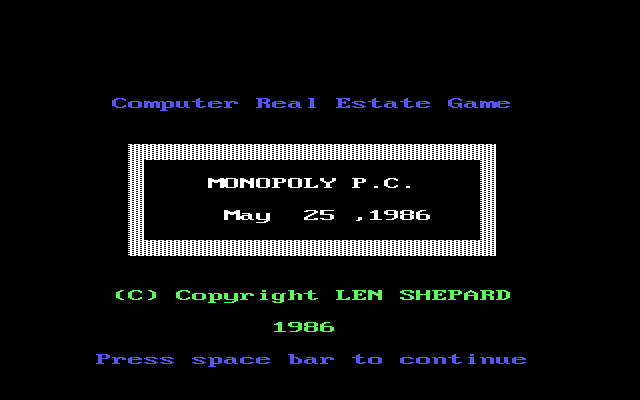 Computer Real Estate Game
MONOPOLY P.C.
May  25 ,1986
(C) Copyright LEN SHEPARD
1986
Press space bar to continue